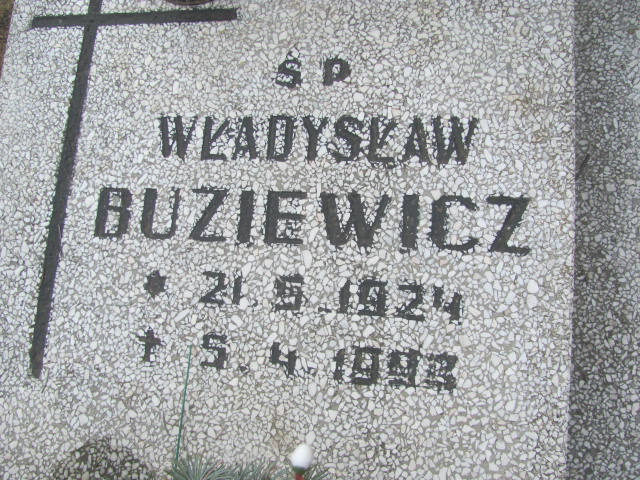 Ś P
WŁADYSŁAW
BUZIEWICZ
* 21.5.1924
† 5.4.1993